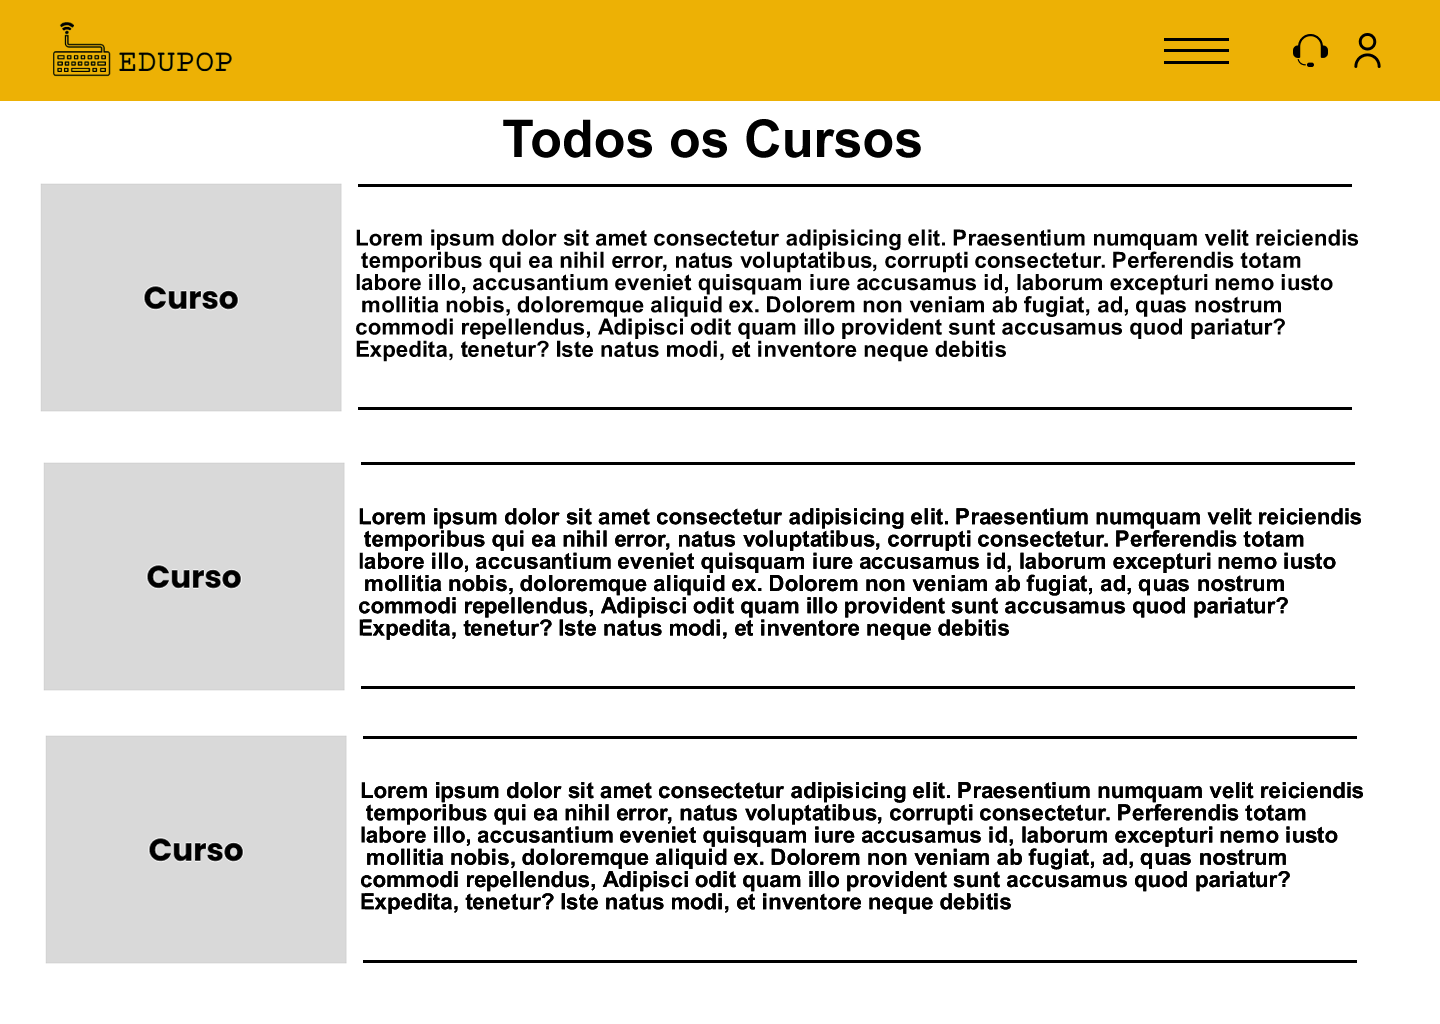 EDUPOP
Todos os Cursos
Curso
Lorem ipsum dolor sit amet consectetur adipisicing elit. Praesentium numquam velit reiciendis
temporibus qui ea nihil error, natus voluptatibus, corrupti consectetur. Perferendis totam
labore illo, accusantium eveniet quisquam iure accusamus id, laborum excepturi nemo iusto
mollitia nobis, doloremque aliquid ex. Dolorem non veniam ab fugiat, ad, quas nostrum
commodi repellendus, Adipisci odit quam illo provident sunt accusamus quod pariatur?
Expedita, tenetur? Iste natus modi, et inventore neque debitis
Curso
Lorem ipsum dolor sit amet consectetur adipisicing elit. Praesentium numquam velit reiciendis
temporibus qui ea nihil error, natus voluptatibus, corrupti consectetur. Perferendis totam
labore illo, accusantium eveniet quisquam iure accusamus id, laborum excepturi nemo iusto
mollitia nobis, doloremque aliquid ex. Dolorem non veniam ab fugiat, ad, quas nostrum
commodi repellendus, Adipisci odit quam illo provident sunt accusamus quod pariatur?
Expedita, tenetur? Iste natus modi, et inventore neque debitis
Curso
Lorem ipsum dolor sit amet consectetur adipisicing elit. Praesentium numquam velit reiciendis
temporibus qui ea nihil error, natus voluptatibus, corrupti consectetur. Perferendis totam
labore illo, accusantium eveniet quisquam iure accusamus id, laborum excepturi nemo iusto
mollitia nobis, doloremque aliquid ex. Dolorem non veniam ab fugiat, ad, quas nostrum
commodi repellendus, Adipisci odit quam illo provident sunt accusamus quod pariatur?
Expedita, tenetur? Iste natus modi, et inventore neque debitis